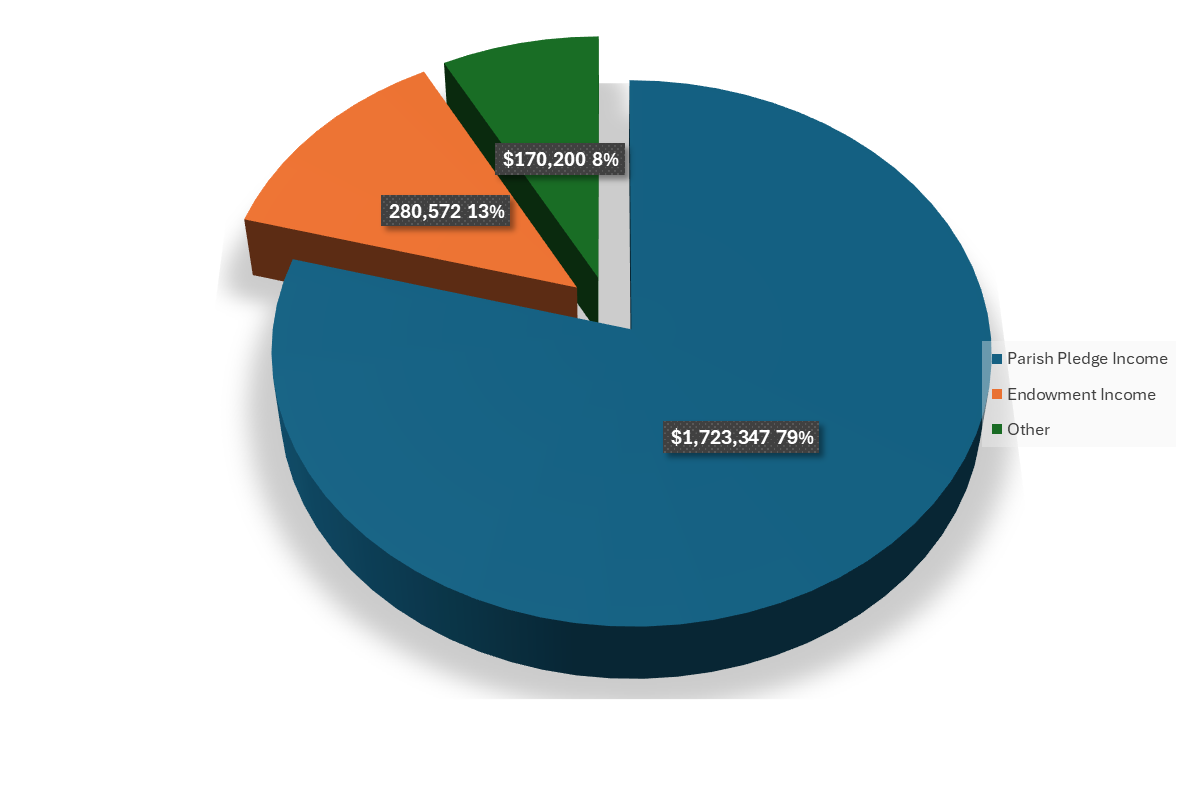 $170,200 8%
280,572 13%
$1,723,347 79%
Parish Pledge Income
Endowment Income
Other